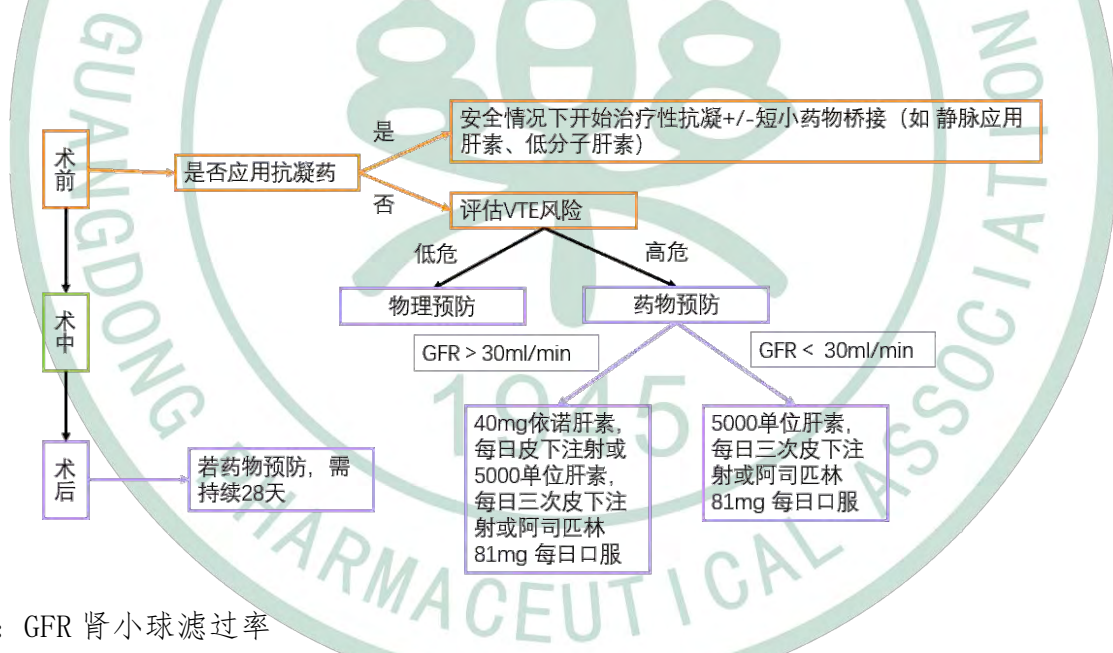 安全情况下开始治疗性抗凝+/-短小药物桥接（如 静脉应用
肝素、低分子肝素）
是
术
前
是否应用抗凝药
否
评估VTE风险
低危
高危
物理预防
药物预防
术
中
GFR > 30ml/min
GFR < 30ml/min
40mg依诺肝素，
每日皮下注射或
5000单位肝素，
每日三次皮下注
射或阿司匹林
81mg 每日口服
5000单位肝素，
每日三次皮下注
射或阿司匹林
81mg 每日口服
术
后
若药物预防，需
持续28天
：GFR 肾小球滤过率
GUANGDONG PHARMACEUTICAL ASSOCIATION
1945